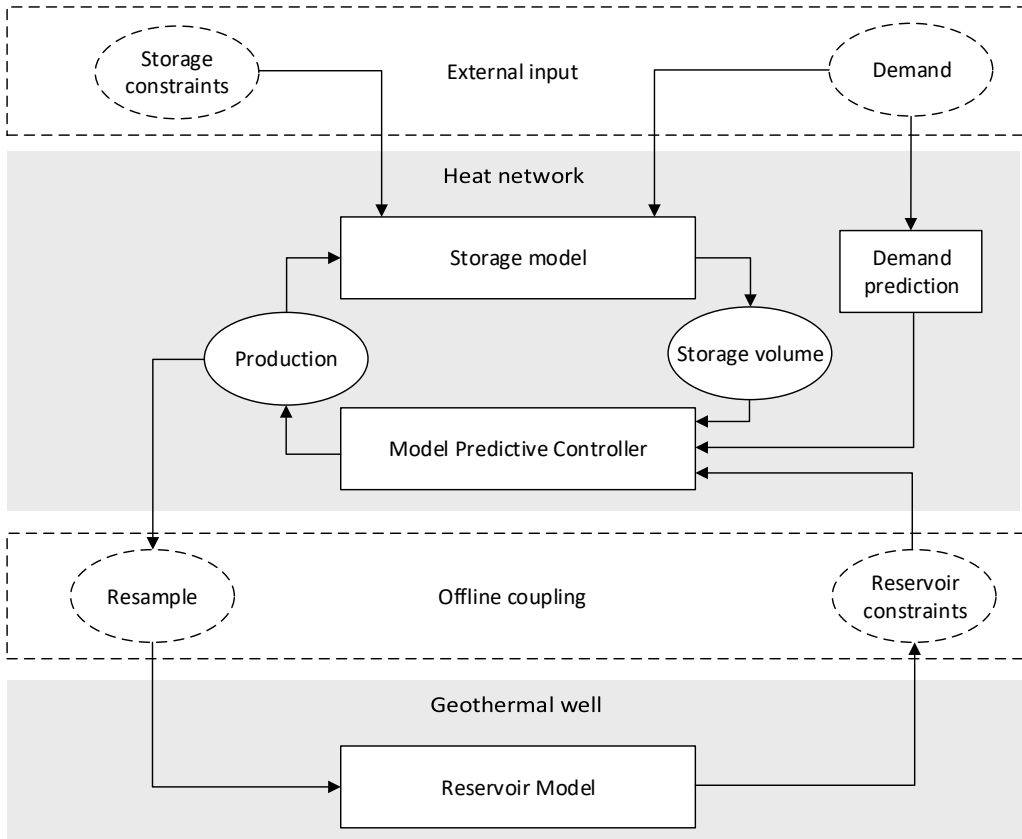 Storage
constraints
External input
Demand
Heat network
Storage model
Demand
prediction
Production
Storage volume
Model Predictive Controller
Resample
Offline coupling
Reservoir
constraints
Geothermal well
Reservoir Model